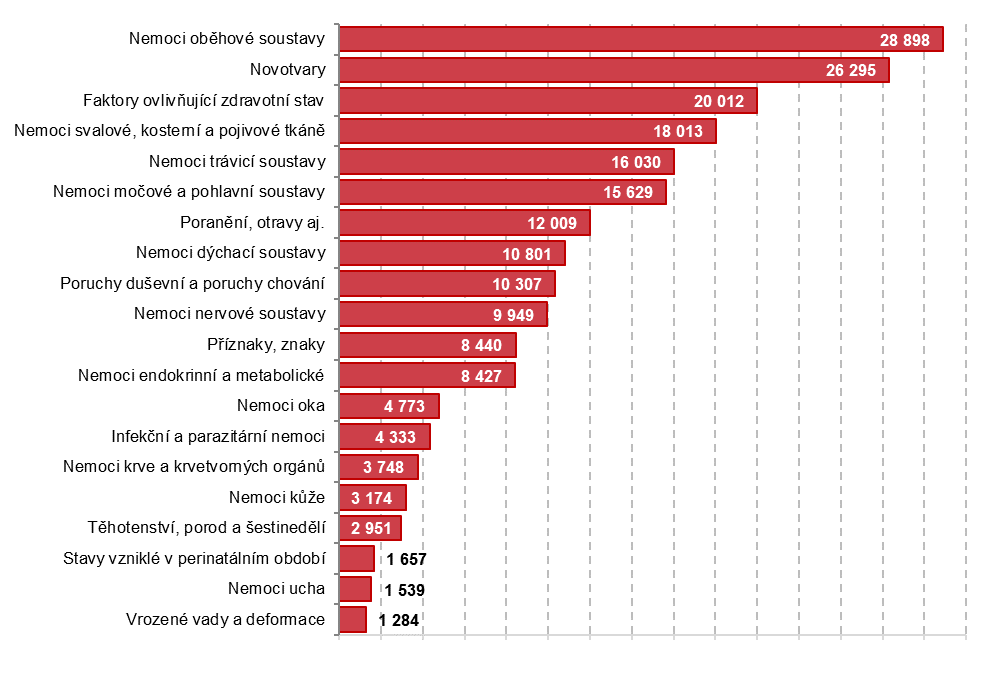 Nemoci oběhové soustavy 28 898
Novotvary 26 295
Faktory ovlivňující zdravotní stav 20 012
Nemoci svalové, kosterní a pojivové tkáně 18 013
Nemoci trávicí soustavy 16 030
Nemoci močové a pohlavní soustavy 15 629
Poranění, otravy aj. 12 009
Nemoci dýchací soustavy 10 801
Poruchy duševní a poruchy chování 10 307
Nemoci nervové soustavy 9 949
Příznaky, znaky 8 440
Nemoci endokrinní a metabolické 8 427
Nemoci oka 4 773
Infekční a parazitární nemoci 4 333
Nemoci krve a krvetvorných orgánů 3 748
Nemoci kůže 3 174
Těhotenství, porod a šestinedělí 2 951
Stavy vzniklé v perinatálním období 1 657
Nemoci ucha 1 539
Vrozené vady a deformace 1 284